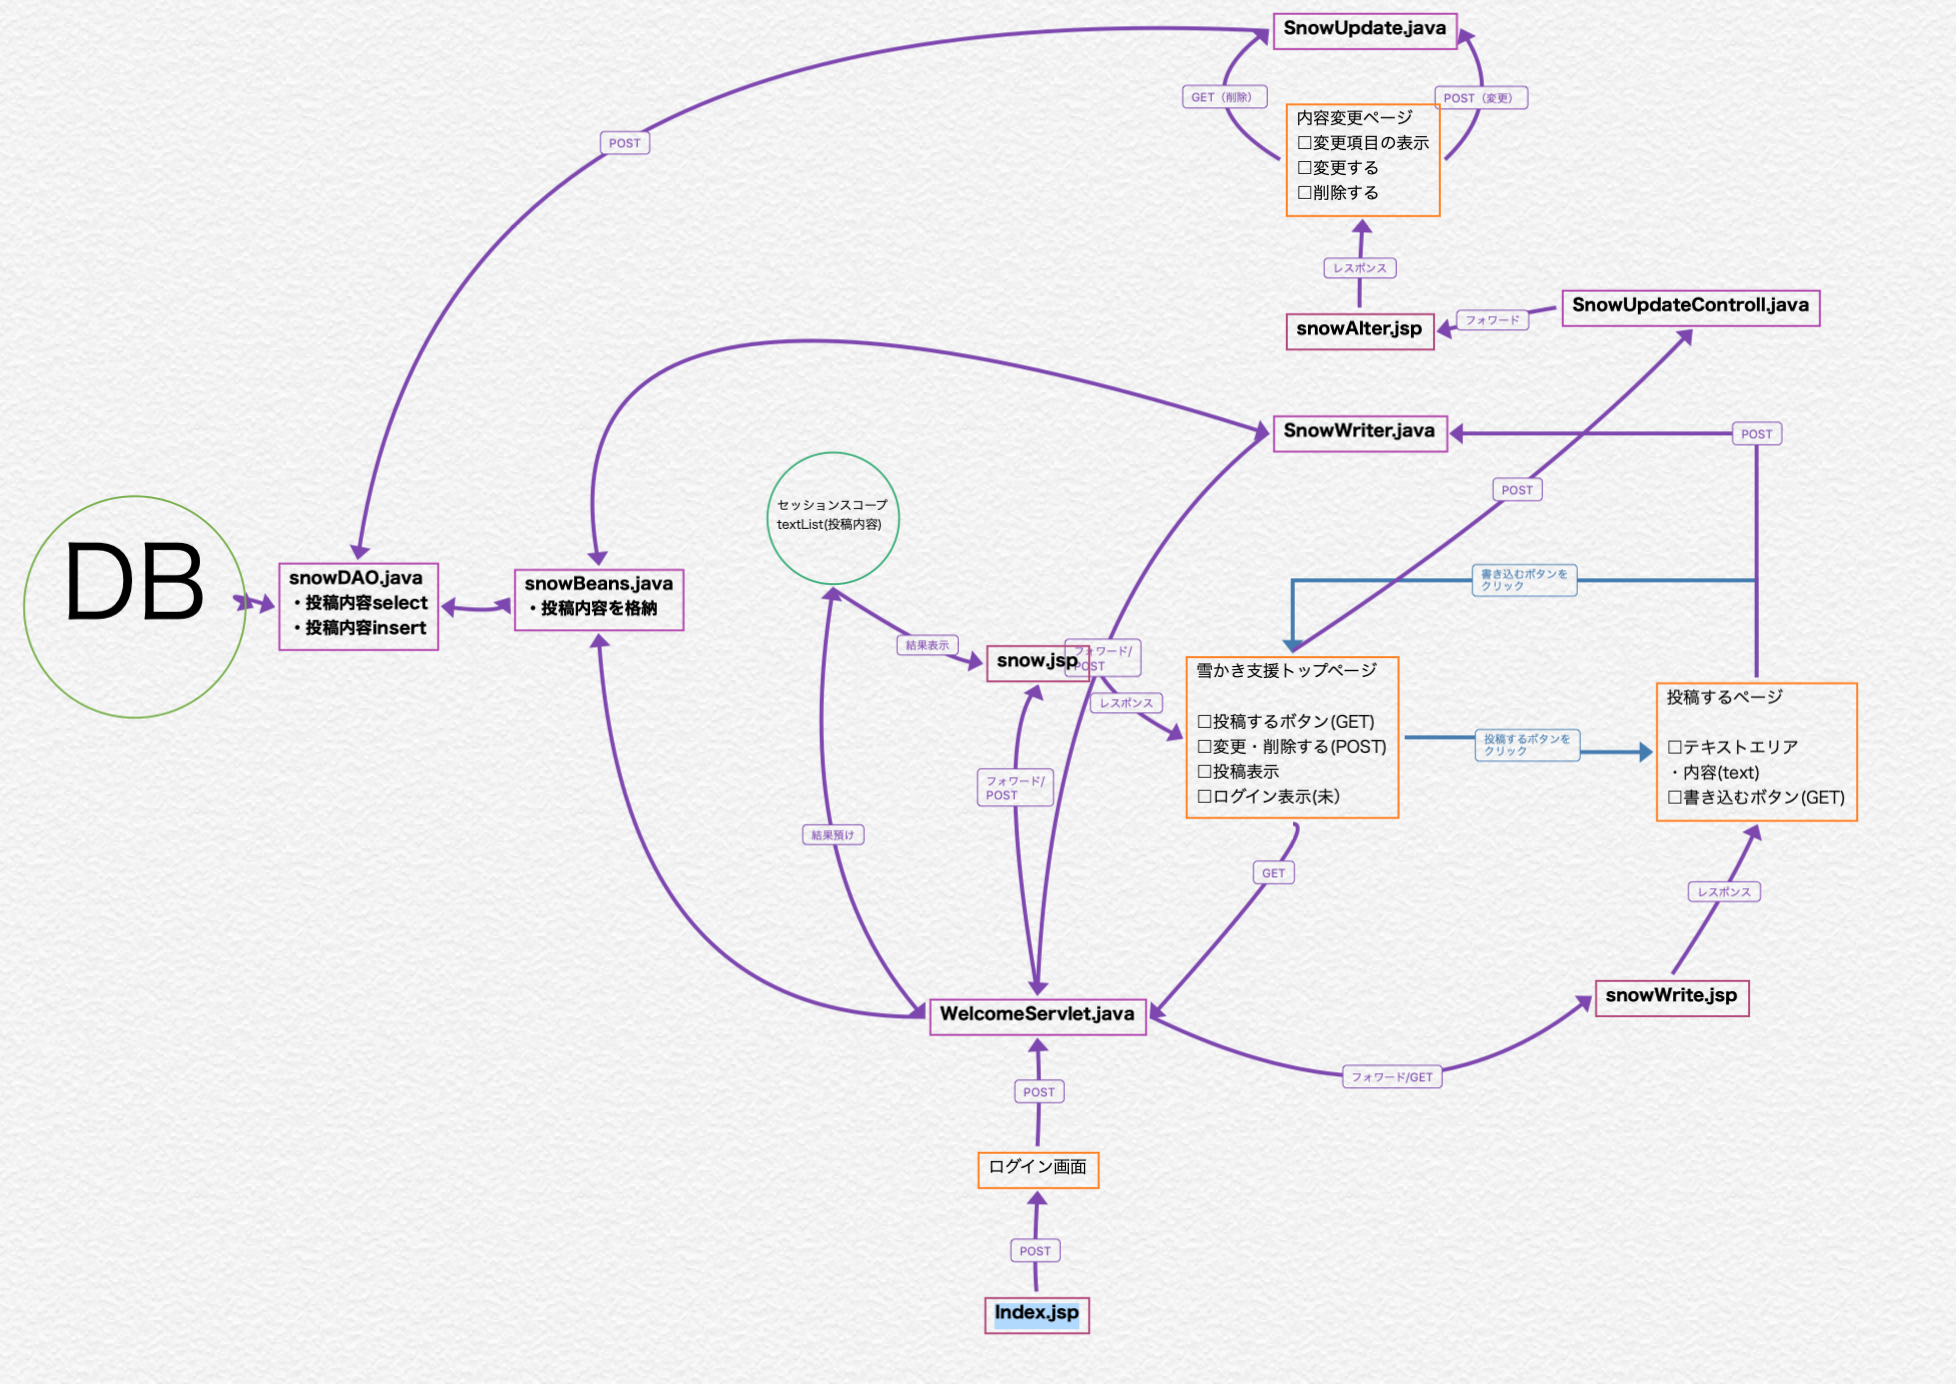 SnowUpdate.java
GET（削除）
POST（変更）
内容変更ページ
□変更項目の表示
□変更する
□削除する
POST
レスポンス
SnowUpdateControll.java
フォワード
snowAlter.jsp
SnowWriter.java
POST
POST
セッションスコープ
textList(投稿内容)
DB
snowDAO.java
・投稿内容select
・投稿内容insert
snowBeans.java
・投稿内容を格納
書き込むボタンを
クリック
結果表示
snow.jsp
フォワード/
POST
レスポンス
雪かき支援トップページ
□投稿するボタン(GET)
□変更・削除する(POST)
□投稿表示
□ログイン表示(未）
投稿するボタンを
クリック
投稿するページ
□テキストエリア
・内容(text)
□書き込むボタン(GET)
フォワード/
POST
結果預け
GET
レスポンス
snowWrite.jsp
WelcomeServlet.java
フォワード/GET
POST
ログイン画面
POST
Index.jsp